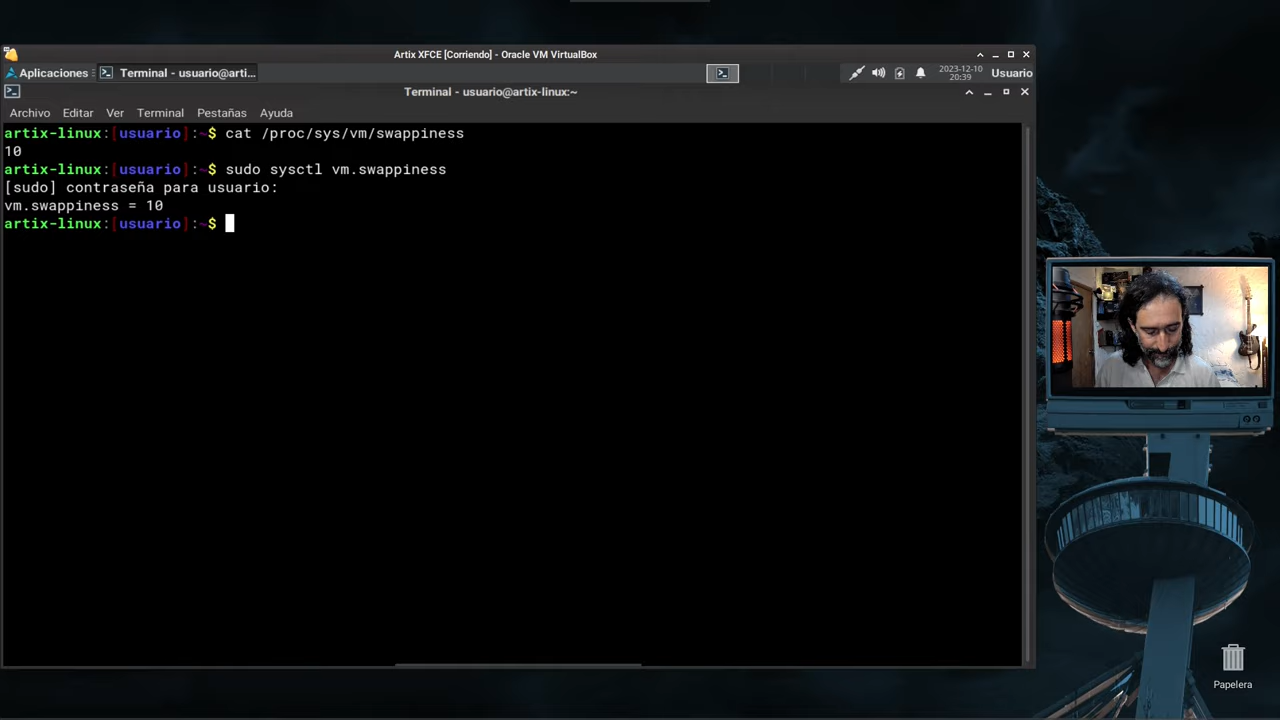 Artix XFCE [Corriendo] - Oracle VM VirtualBox
Aplicaciones
Terminal - usuario@arti...
2023-12-10
20:39
Usuario
Terminal - usuario@artix-linux:~
Archivo Editar Ver Terminal Pestañas Ayuda
artix-linux:[usuario]:~$ cat /proc/sys/vm/swappiness
10
artix-linux:[usuario]:~$ sudo sysctl vm.swappiness
[sudo] contraseña para usuario:
vm.swappiness = 10
artix-linux:[usuario]:~$
Papelera